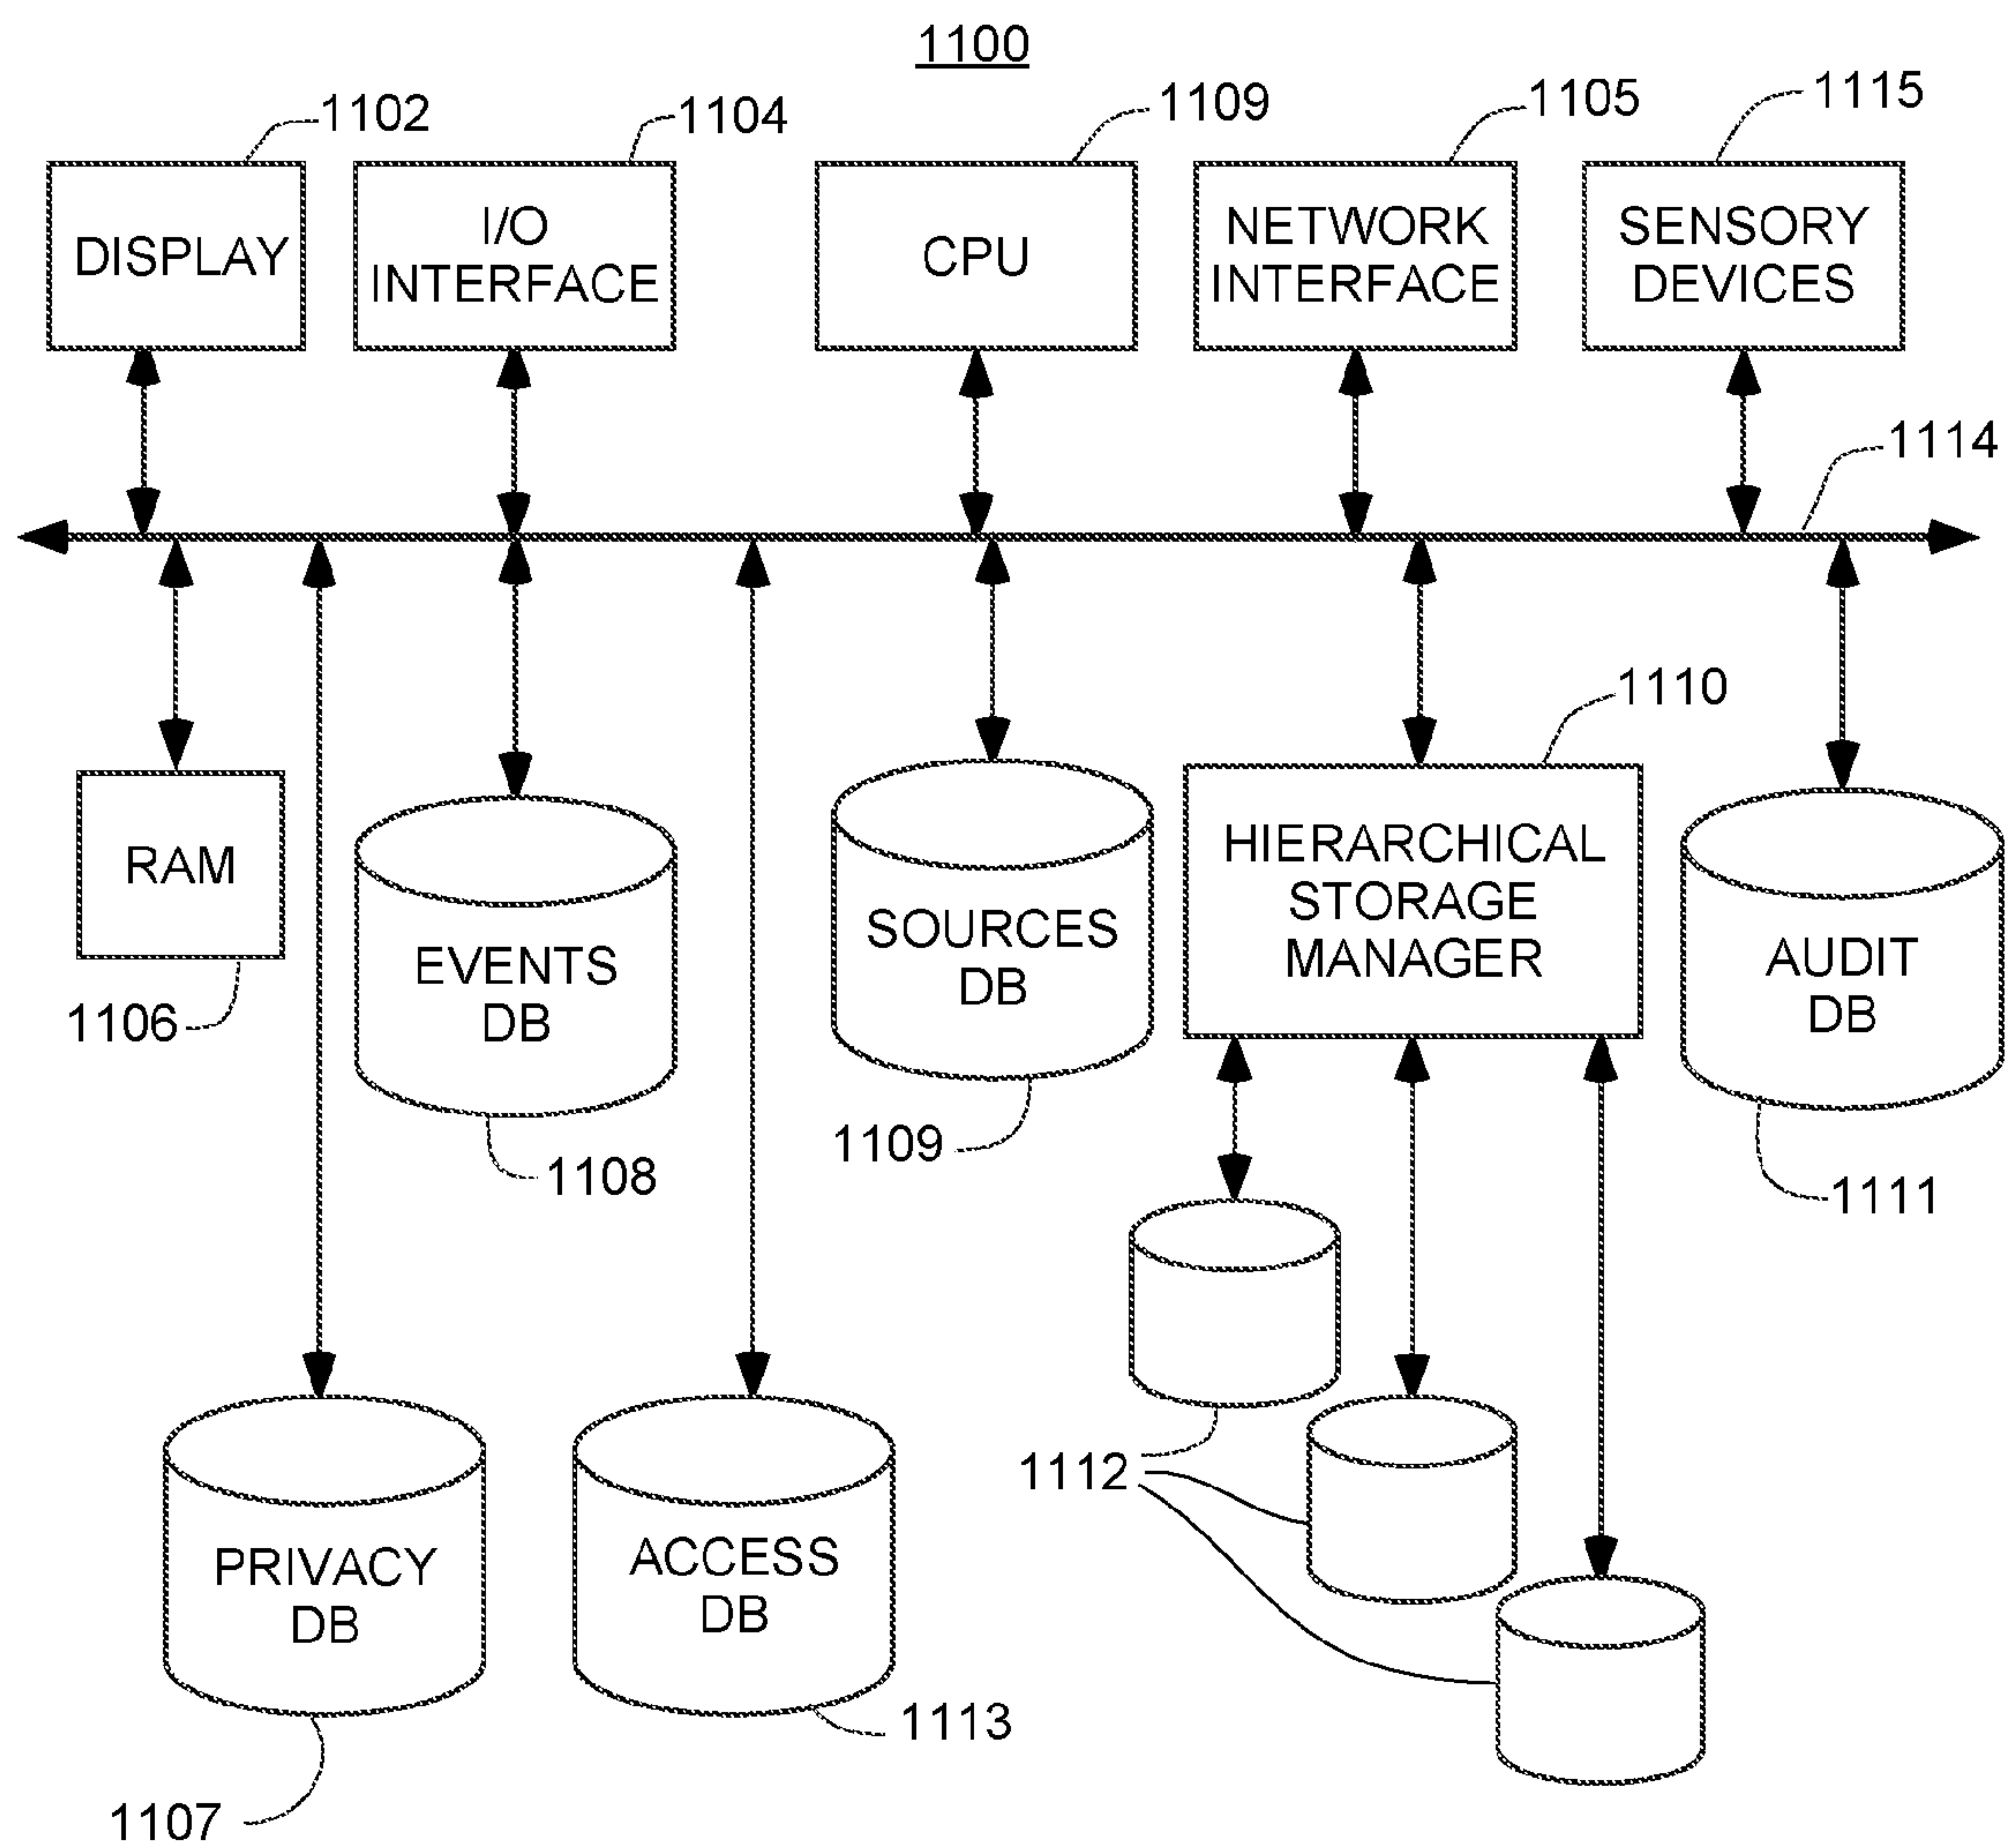 1100
1102
1104
1109
1105
1115
DISPLAY
I/O
INTERFACE
CPU
NETWORK
INTERFACE
SENSORY
DEVICES
1114
1110
RAM
1106
EVENTS
DB
1108
SOURCES
DB
1109
HIERARCHICAL
STORAGE
MANAGER
AUDIT
DB
1111
1112
PRIVACY
DB
1107
ACCESS
DB
1113